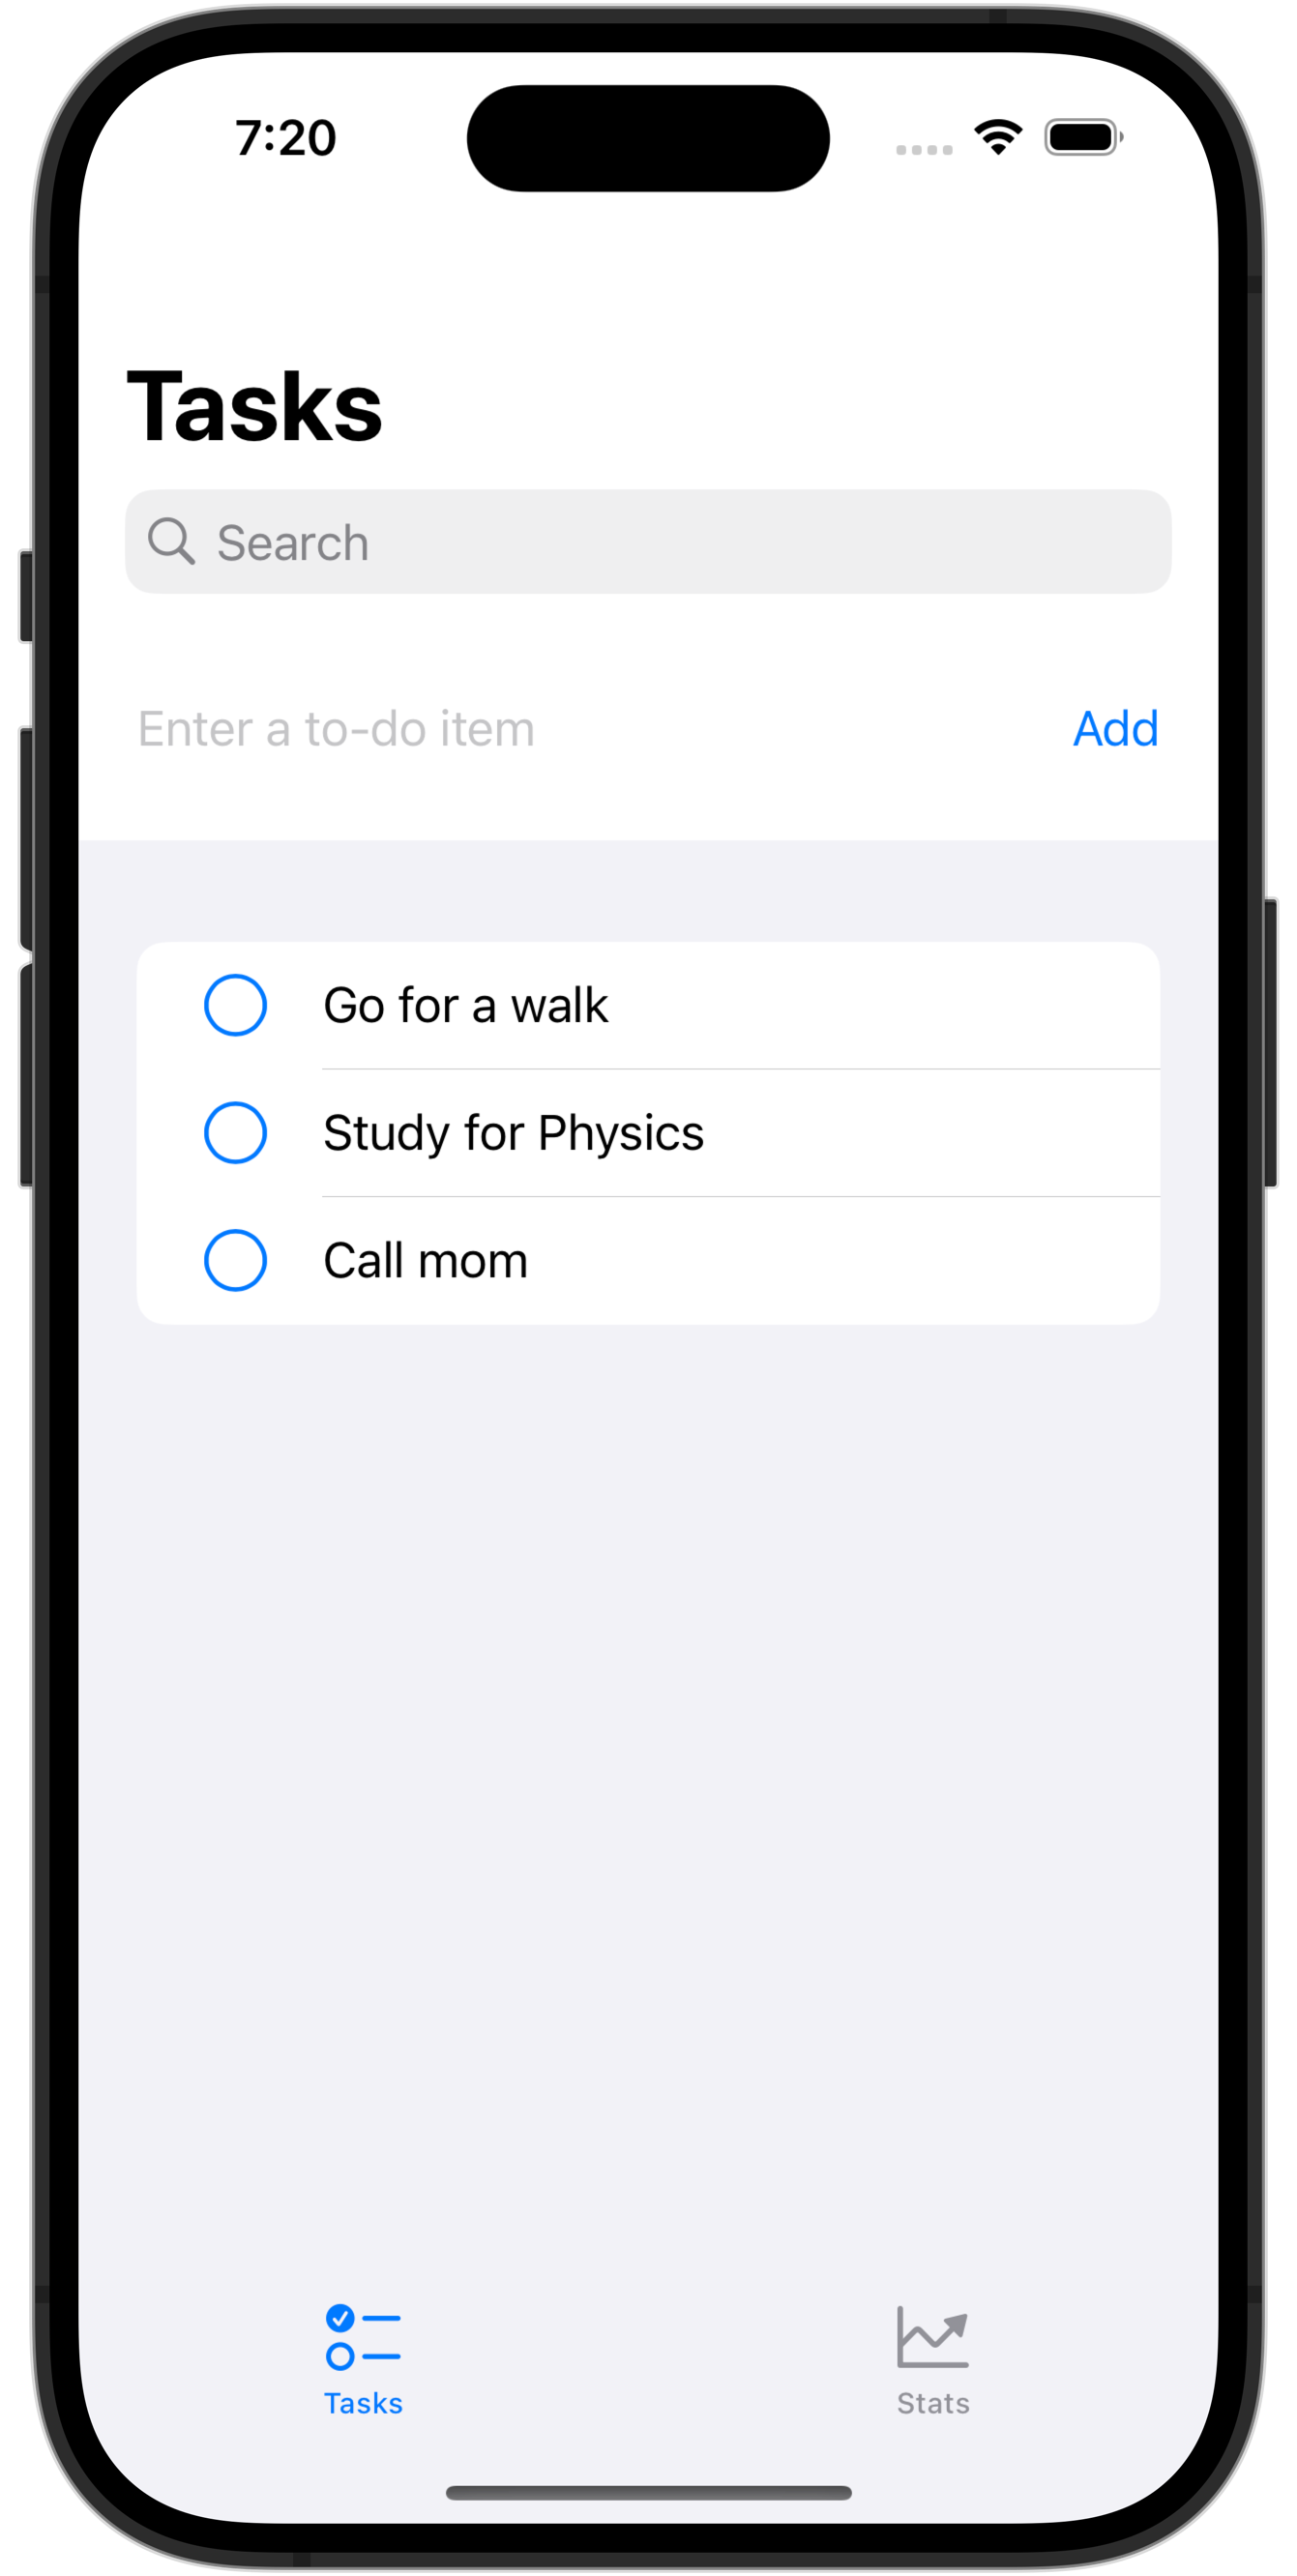 7:20
Tasks
Search
Enter a to-do item
Add
Go for a walk
Study for Physics
Call mom
Tasks
Stats